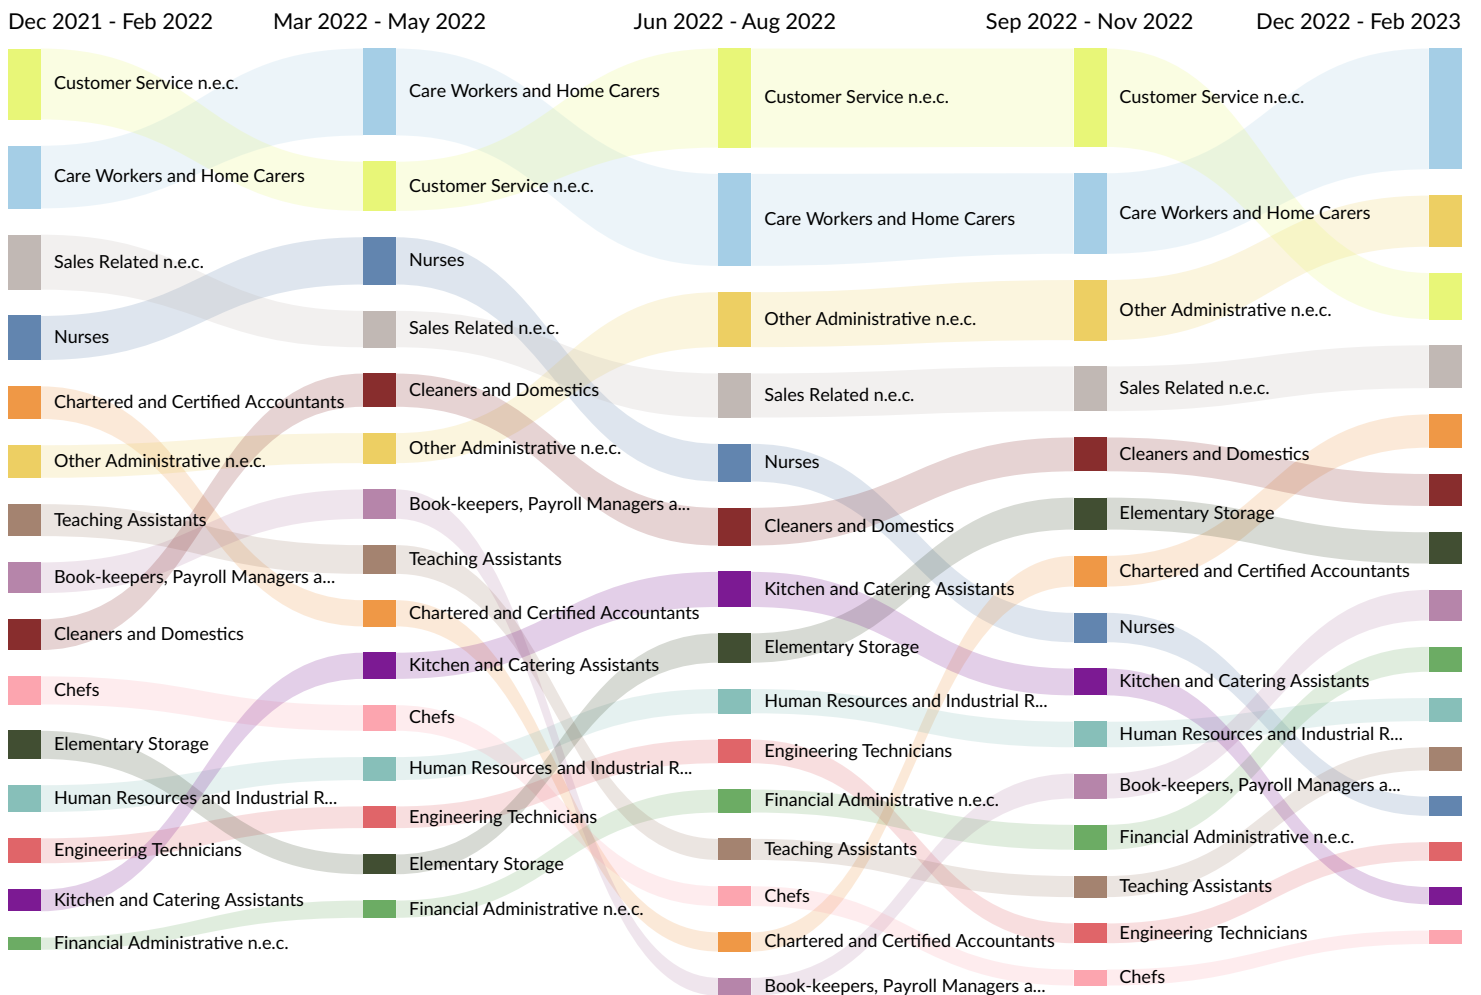 Dec 2021 - Feb 2022
Mar 2022 - May 2022
Jun 2022 - Aug 2022
Sep 2022 - Nov 2022
Dec 2022 - Feb 2023
Customer Service n.e.c.
Care Workers and Home Carers
Sales Related n.e.c.
Nurses
Chartered and Certified Accountants
Other Administrative n.e.c.
Teaching Assistants
Book-keepers, Payroll Managers a...
Cleaners and Domestics
Chefs
Elementary Storage
Human Resources and Industrial R...
Engineering Technicians
Kitchen and Catering Assistants
Financial Administrative n.e.c.
Care Workers and Home Carers
Customer Service n.e.c.
Nurses
Sales Related n.e.c.
Cleaners and Domestics
Other Administrative n.e.c.
Book-keepers, Payroll Managers a...
Teaching Assistants
Chartered and Certified Accountants
Kitchen and Catering Assistants
Chefs
Human Resources and Industrial R...
Engineering Technicians
Elementary Storage
Financial Administrative n.e.c.
Customer Service n.e.c.
Care Workers and Home Carers
Other Administrative n.e.c.
Sales Related n.e.c.
Nurses
Cleaners and Domestics
Kitchen and Catering Assistants
Elementary Storage
Human Resources and Industrial R...
Engineering Technicians
Financial Administrative n.e.c.
Teaching Assistants
Chefs
Chartered and Certified Accountants
Book-keepers, Payroll Managers a...
Customer Service n.e.c.
Care Workers and Home Carers
Other Administrative n.e.c.
Sales Related n.e.c.
Cleaners and Domestics
Elementary Storage
Chartered and Certified Accountants
Nurses
Kitchen and Catering Assistants
Human Resources and Industrial R...
Book-keepers, Payroll Managers a...
Financial Administrative n.e.c.
Teaching Assistants
Engineering Technicians
Chefs